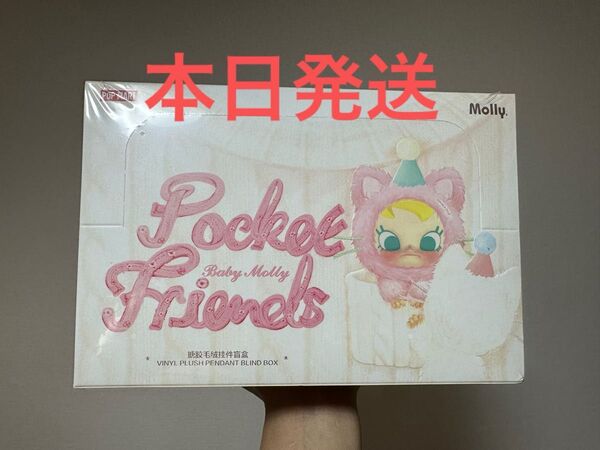 本日発送
POP MART
Molly.
Pocket
Baby Molly
Friends
搪胶毛绒挂件盲盒
VINYL PLUSH PENDANT BLIND BOX